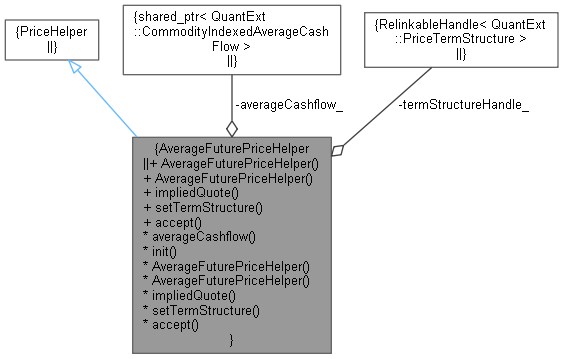 {PriceHelper
||}
{shared_ptr< QuantExt
::CommodityIndexedAverageCash
Flow >
||}
{RelinkableHandle< QuantExt
::PriceTermStructure >
||}
-averageCashflow_
-termStructureHandle_
{AverageFuturePriceHelper
||+ AverageFuturePriceHelper()
+ AverageFuturePriceHelper()
+ impliedQuote()
+ setTermStructure()
+ accept()
* averageCashflow()
* init()
* AverageFuturePriceHelper()
* AverageFuturePriceHelper()
* impliedQuote()
* setTermStructure()
* accept()
}